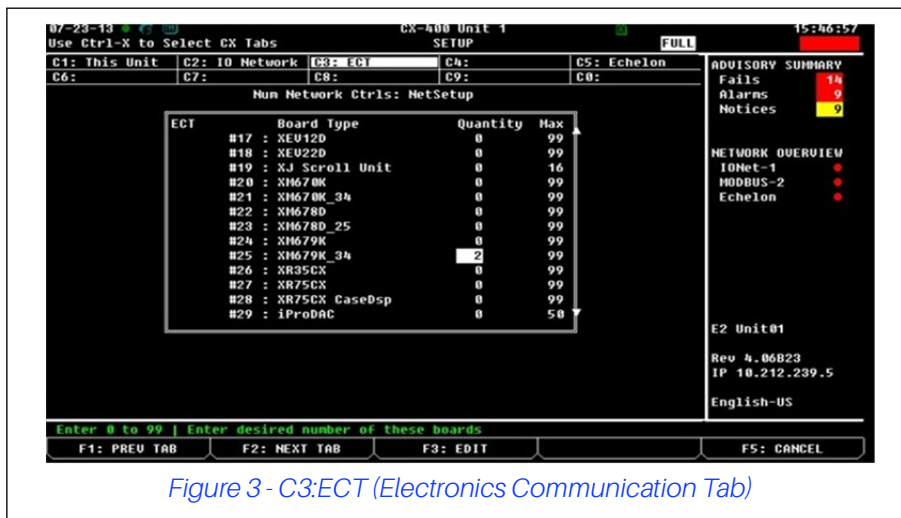 07-23-13 CX-400 Unit 1 15:46:57
Use Ctrl-X to Select CX Tabs SETUP FULL
C1: This Unit C2: IO Network C3: ECT C4: C5: Echelon
C6: C7: C8: C9: C0:
Num Network Ctrls: NetSetup
ECT Board Type Quantity Max
#17 : XEV12D 0 99
#18 : XEV22D 0 99
#19 : XJ Scroll Unit 0 16
#20 : XM670K 0 99
#21 : XM670K_34 0 99
#22 : XM678D 0 99
#23 : XM678D_25 0 99
#24 : XM679K 0 99
#25 : XM679K_34 2 99
#26 : XR35CX 0 99
#27 : XR75CX 0 99
#28 : XR75CX CaseDsp 0 99
#29 : iProDAC 0 50
ADVISORY SUMMARY
Fails 14
Alarms 9
Notices 9
NETWORK OVERVIEW
IONet-1
MODBUS-2
Echelon
E2 Unit01
Rev 4.06B23
IP 10.212.239.5
English-US
Enter 0 to 99 | Enter desired number of these boards
F1: PREV TAB F2: NEXT TAB F3: EDIT F5: CANCEL
Figure 3 - C3:ECT (Electronics Communication Tab)